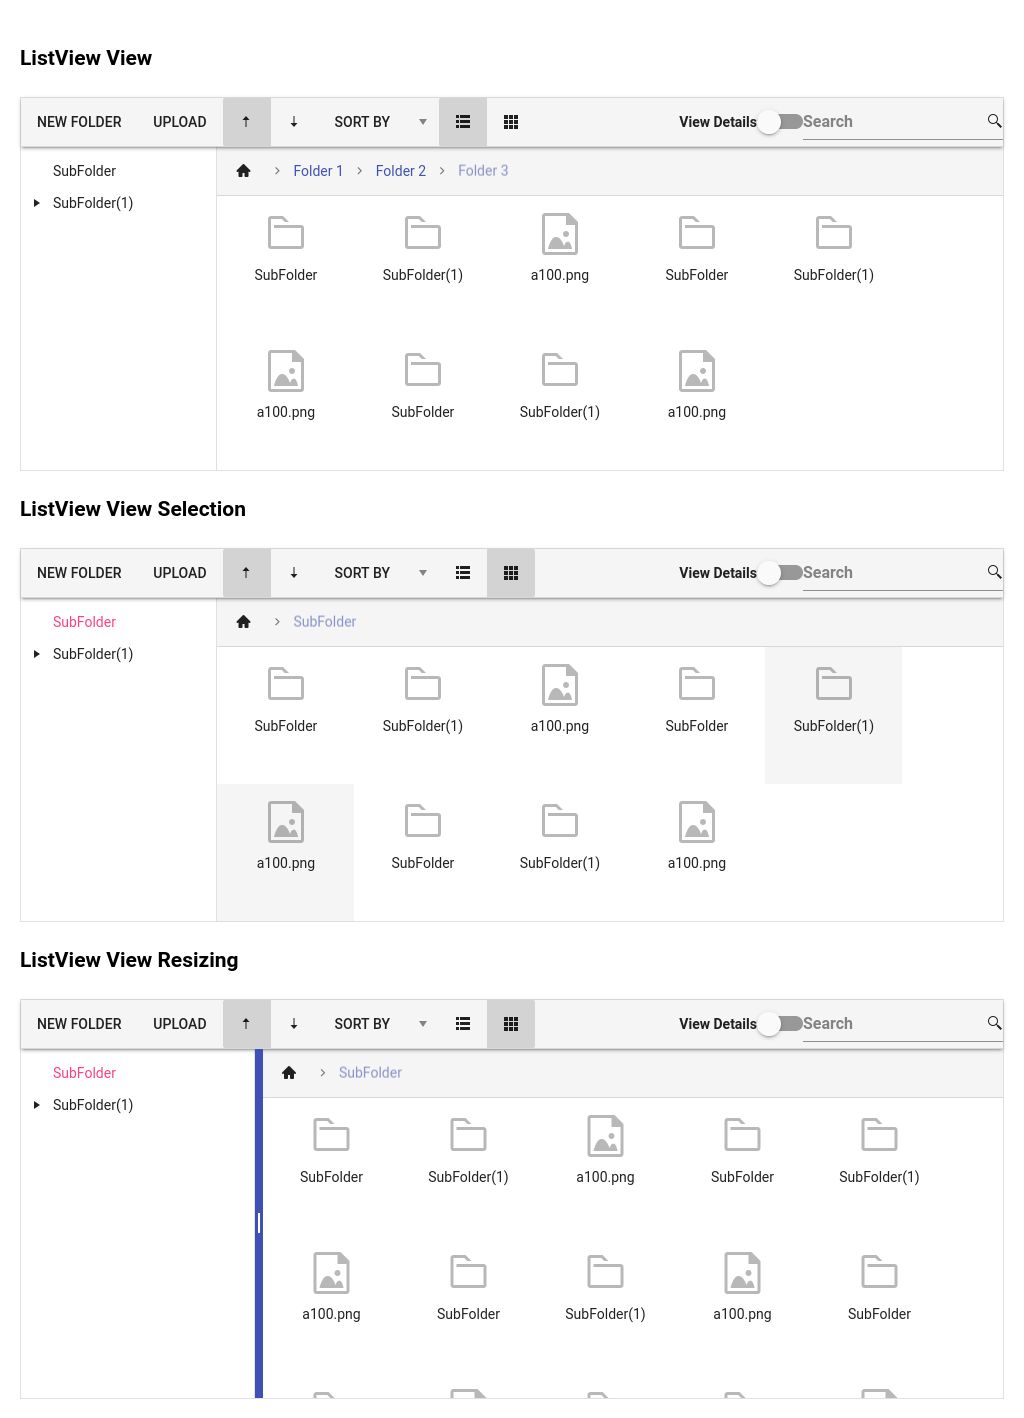 ListView View
NEW FOLDER UPLOAD SORT BY View Details Search
SubFolder
SubFolder(1)
Folder 1 Folder 2 Folder 3
SubFolder SubFolder(1) a100.png SubFolder SubFolder(1)
a100.png SubFolder SubFolder(1) a100.png
ListView View Selection
NEW FOLDER UPLOAD SORT BY View Details Search
SubFolder
SubFolder(1)
SubFolder
SubFolder SubFolder(1) a100.png SubFolder SubFolder(1)
a100.png SubFolder SubFolder(1) a100.png
ListView View Resizing
NEW FOLDER UPLOAD SORT BY View Details Search
SubFolder
SubFolder(1)
SubFolder
SubFolder SubFolder(1) a100.png SubFolder SubFolder(1)
a100.png SubFolder SubFolder(1) a100.png SubFolder